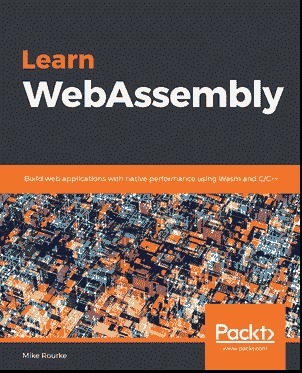 Learn
WebAssembly
Build web applications with native performance using Wasm and C/C++
Packt>
www.packt.com
Mike Rourke